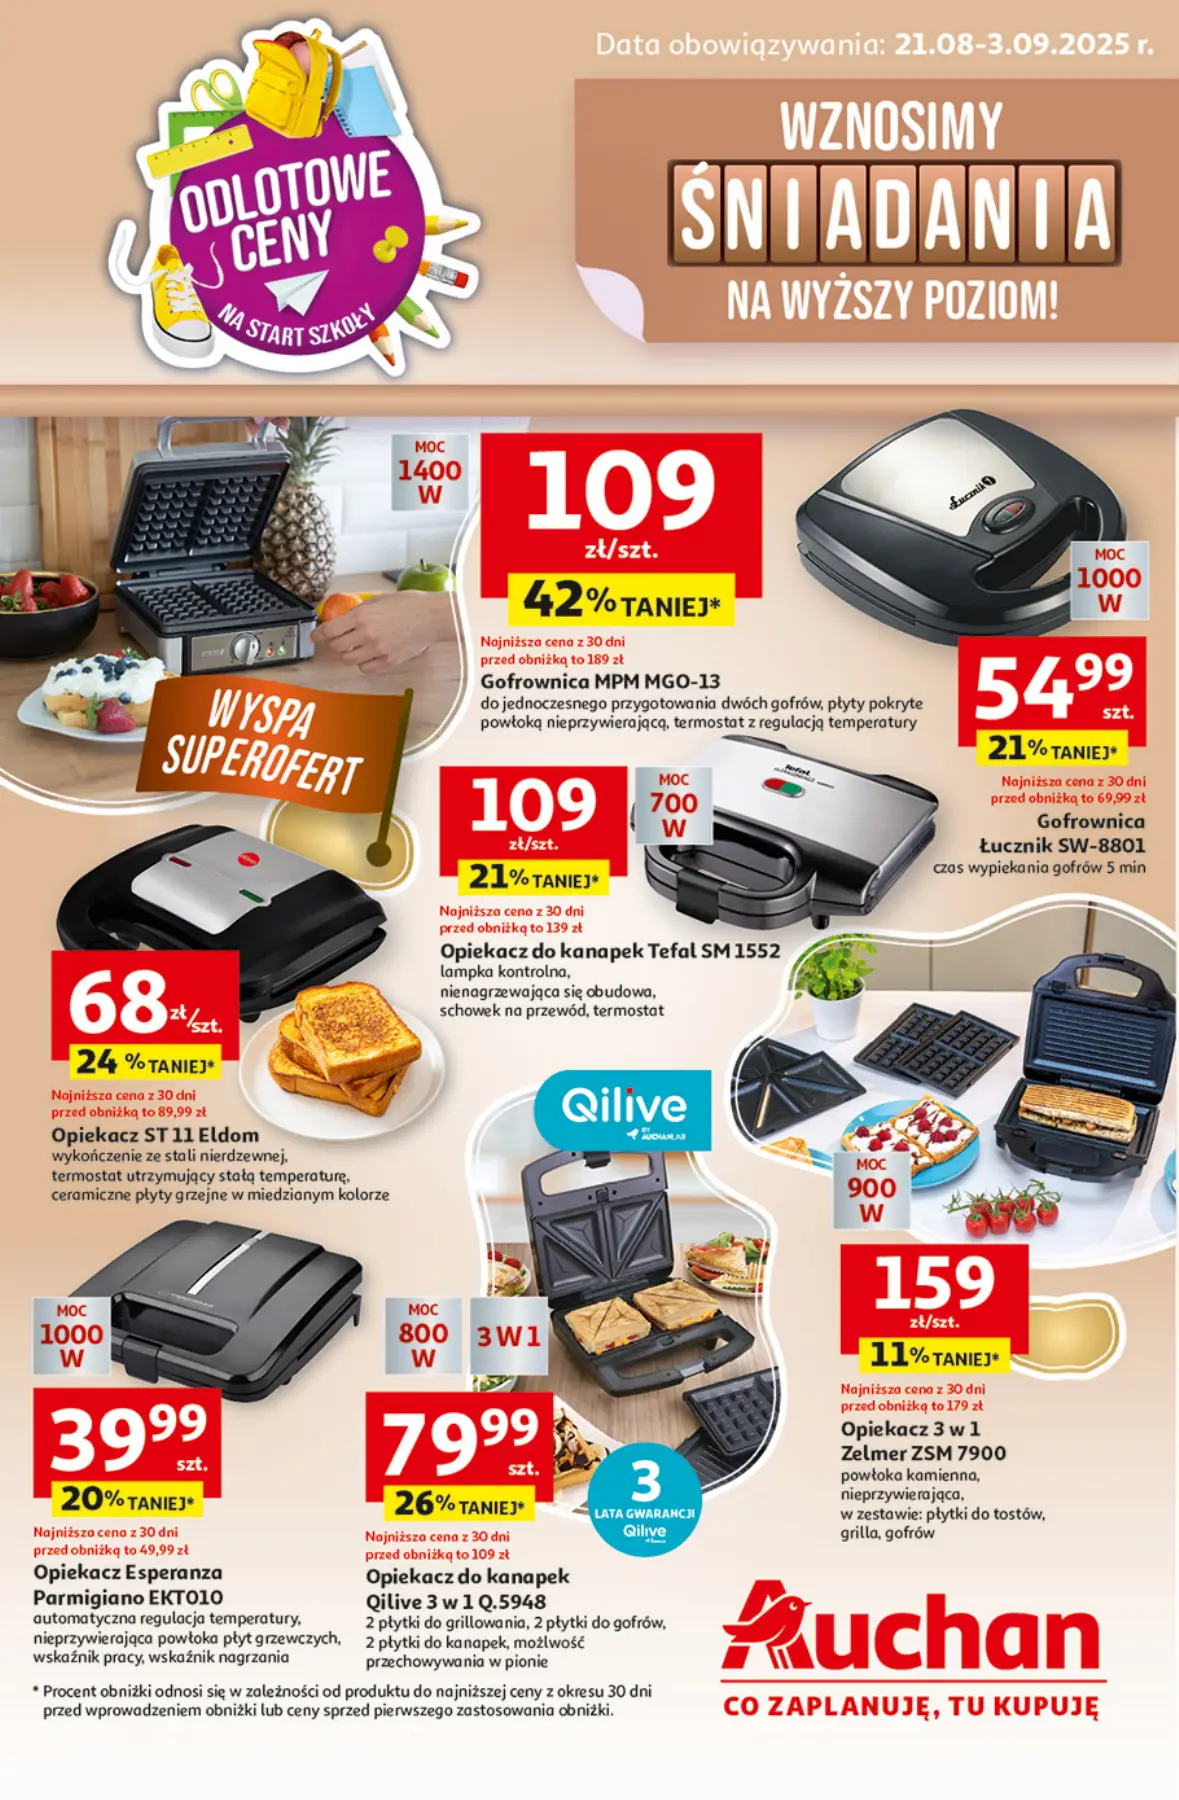 Data obowiązywania: 21.08-3.09.2025 r.
ODLOTOWE
CENY
NA START SZKOŁY
WZNOSIMY
ŚNIADANIA
NA WYŻSZY POZIOM!
MOC
1400
W
109
zł/szt.
42% TANIEJ*
Najniższa cena z 30 dni
przed obniżką to 189 zł
Gofrownica MPM MGO-13
do jednoczesnego przygotowania dwóch gofrów, płyty pokryte
powłoką nieprzywierającą, termostat z regulacją temperatury
Łucznik
MOC
1000
W
5499
szt.
21% TANIEJ*
Najniższa cena z 30 dni
przed obniżką to 69,99 zł
Gofrownica
Łucznik SW-8801
czas wypiekania gofrów 5 min
WYSPA
SUPEROFERT
109
zł/szt.
21% TANIEJ*
Najniższa cena z 30 dni
przed obniżką to 139 zł
MOC
700
W
Tefal
Opiekacz do kanapek Tefal SM 1552
lampka kontrolna,
nienagrzewająca się obudowa,
schowek na przewód, termostat
68 zł/szt.
24 % TANIEJ*
Najniższa cena z 30 dni
przed obniżką to 89,99 zł
Opiekacz ST 11 Eldom
wykończenie ze stali nierdzewnej,
termostat utrzymujący stałą temperaturę,
ceramiczne płyty grzejne w miedzianym kolorze
Qilive
BY
AUCHANLAB
MOC
900
W
159
zł/szt.
11% TANIEJ*
Najniższa cena z 30 dni
przed obniżką to 179 zł
Opiekacz 3 w 1
Zelmer ZSM 7900
powłoka kamienna,
nieprzywierająca,
w zestawie: płytki do tostów,
grilla, gofrów
MOC
1000
W
3999
szt.
20% TANIEJ*
Najniższa cena z 30 dni
przed obniżką to 49,99 zł
Opiekacz Esperanza
Parmigiano EKT010
automatyczna regulacja temperatury,
nieprzywierająca powłoka płyt grzewczych,
wskaźnik pracy, wskaźnik nagrzania
MOC
800
W
3 W 1
7999
szt.
26% TANIEJ*
Najniższa cena z 30 dni
przed obniżką to 109 zł
Opiekacz do kanapek
Qilive 3 w 1 Q.5948
2 płytki do grillowania, 2 płytki do gofrów,
2 płytki do kanapek, możlwość
przechowywania w pionie
3
LATA GWARANCJI
Qilive
* Procent obniżki odnosi się w zależności od produktu do najniższej ceny z okresu 30 dni
przed wprowadzeniem obniżki lub ceny sprzed pierwszego zastosowania obniżki.
Auchan
CO ZAPLANUJĘ, TU KUPUJĘ